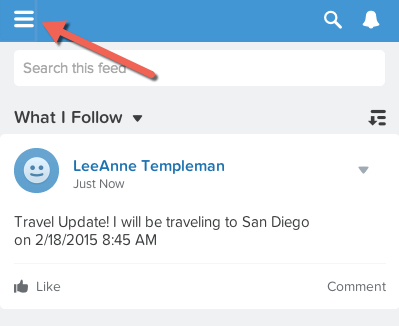 Search this feed
What I Follow
LeeAnne Templeman
Just Now
Travel Update! I will be traveling to San Diego
on 2/18/2015 8:45 AM
Like Comment